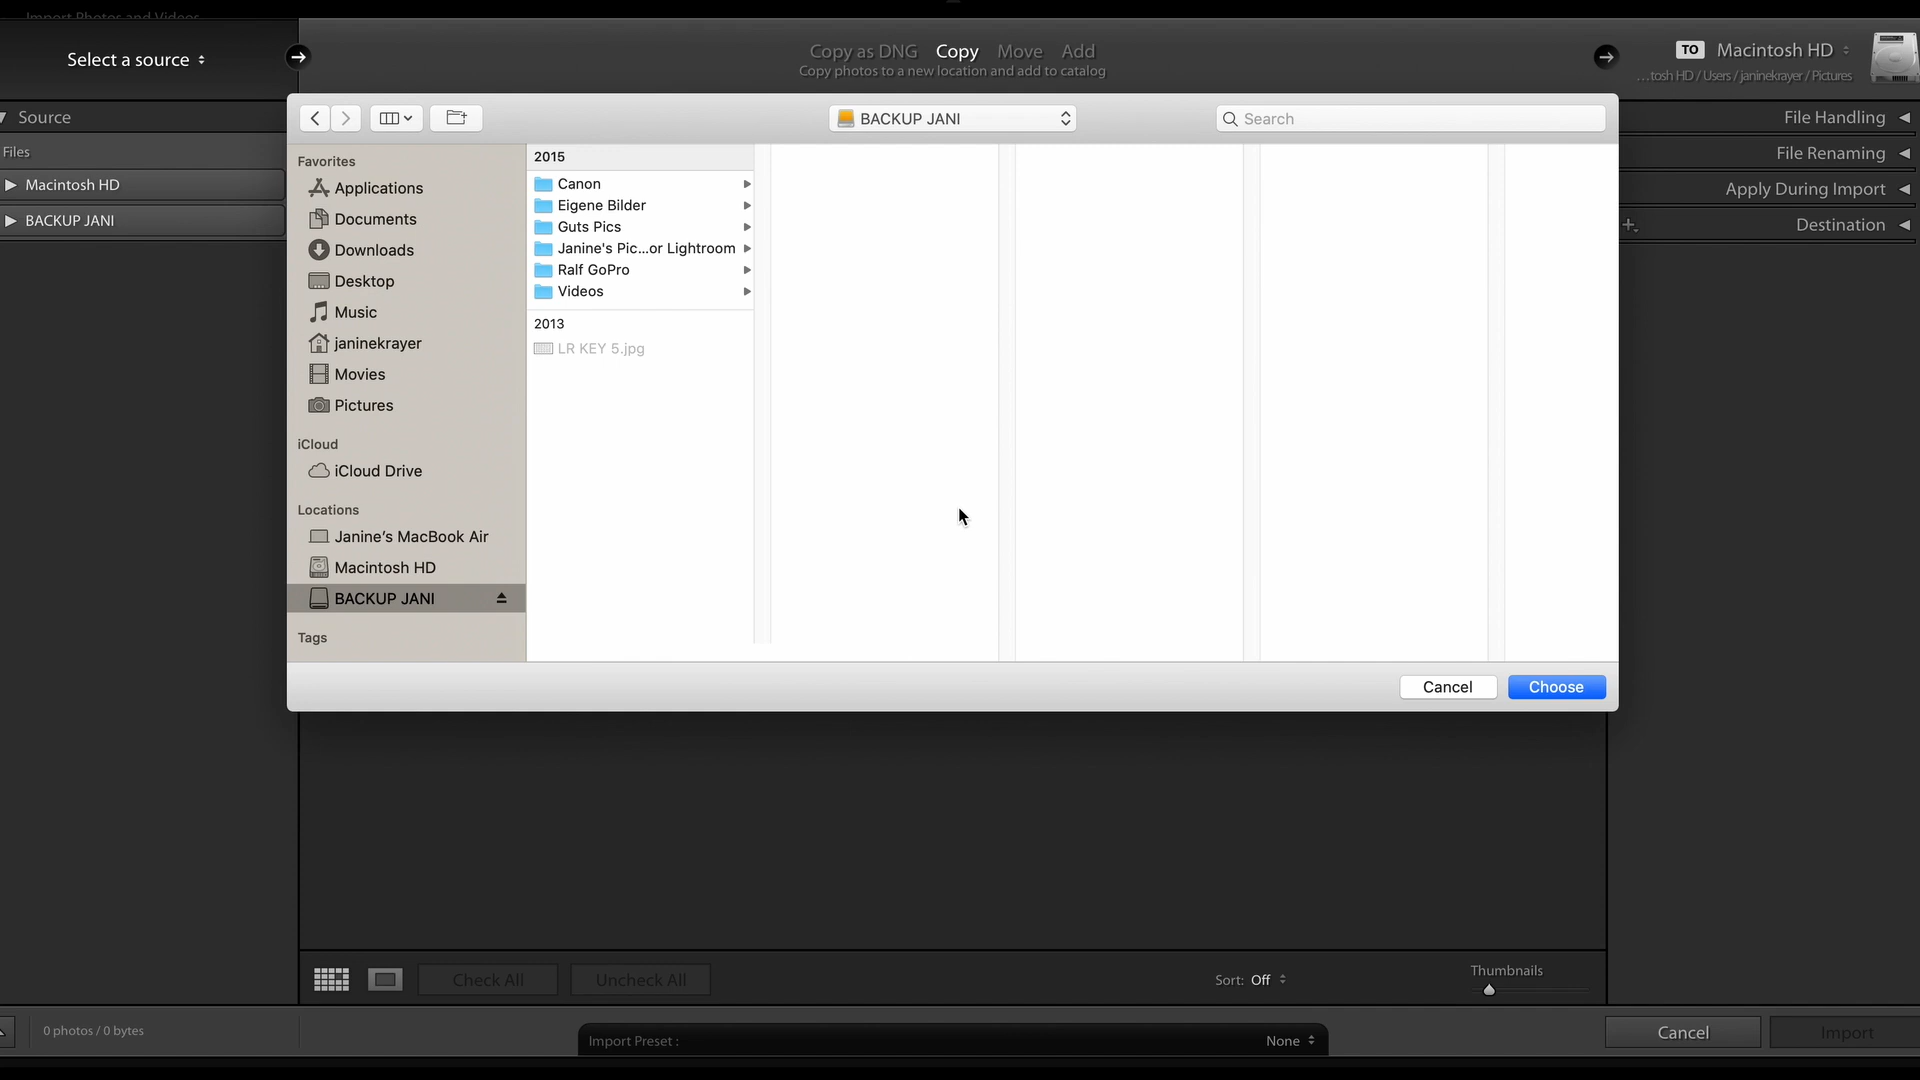 Import Photos and Videos
Select a source
Copy as DNG Copy Move Add
Copy photos to a new location and add to catalog
TO Macintosh HD
...tosh HD / Users / janinekrayer / Pictures
Source
Files
Macintosh HD
BACKUP JANI
BACKUP JANI
Search
Favorites
Applications
Documents
Downloads
Desktop
Music
janinekrayer
Movies
Pictures
iCloud
iCloud Drive
Locations
Janine’s MacBook Air
Macintosh HD
BACKUP JANI
Tags
2015
Canon
Eigene Bilder
Guts Pics
Janine's Pic...or Lightroom
Ralf GoPro
Videos
2013
LR KEY 5.jpg
Cancel
Choose
File Handling
File Renaming
Apply During Import
Destination
Check All
Uncheck All
Sort: Off
Thumbnails
0 photos / 0 bytes
Import Preset :
None
Cancel
Import